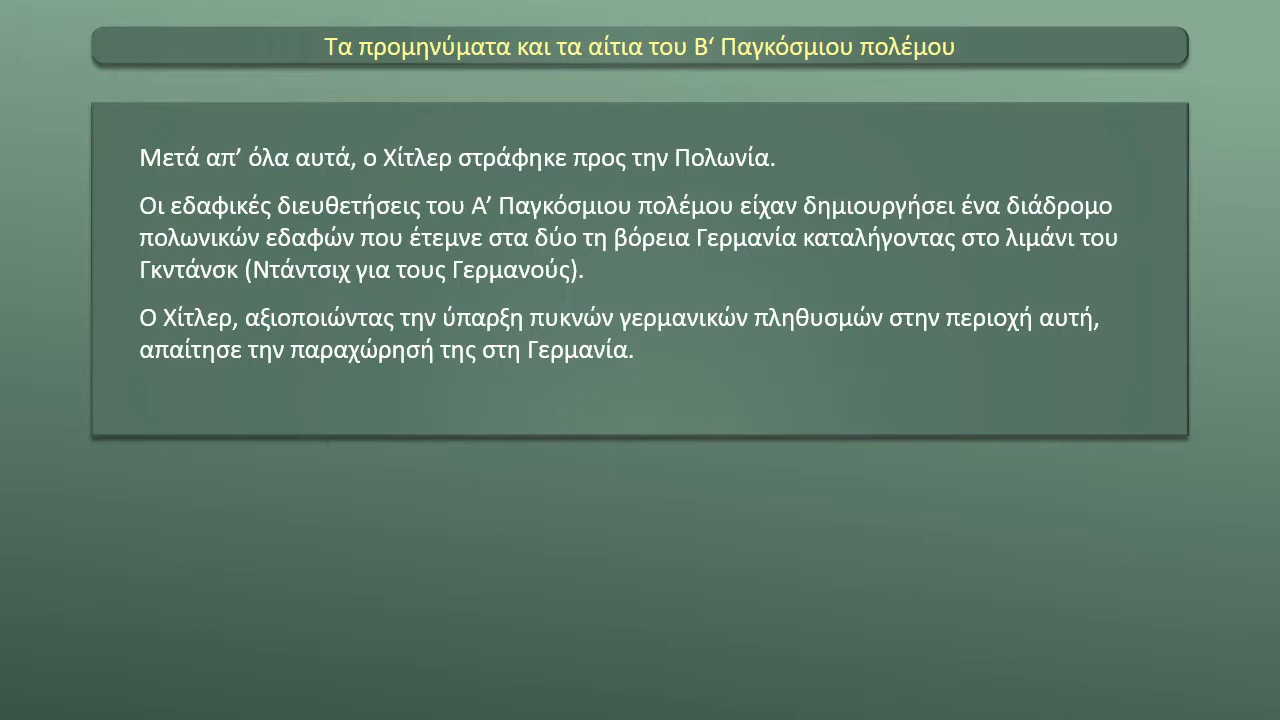 Τα προμηνύματα και τα αίτια του Β‘ Παγκόσμιου πολέμου
Μετά απ’ όλα αυτά, ο Χίτλερ στράφηκε προς την Πολωνία.
Οι εδαφικές διευθετήσεις του Α’ Παγκόσμιου πολέμου είχαν δημιουργήσει ένα διάδρομο
πολωνικών εδαφών που έτεμνε στα δύο τη βόρεια Γερμανία καταλήγοντας στο λιμάνι του
Γκντάνσκ (Ντάντσιχ για τους Γερμανούς).
Ο Χίτλερ, αξιοποιώντας την ύπαρξη πυκνών γερμανικών πληθυσμών στην περιοχή αυτή,
απαίτησε την παραχώρησή της στη Γερμανία.